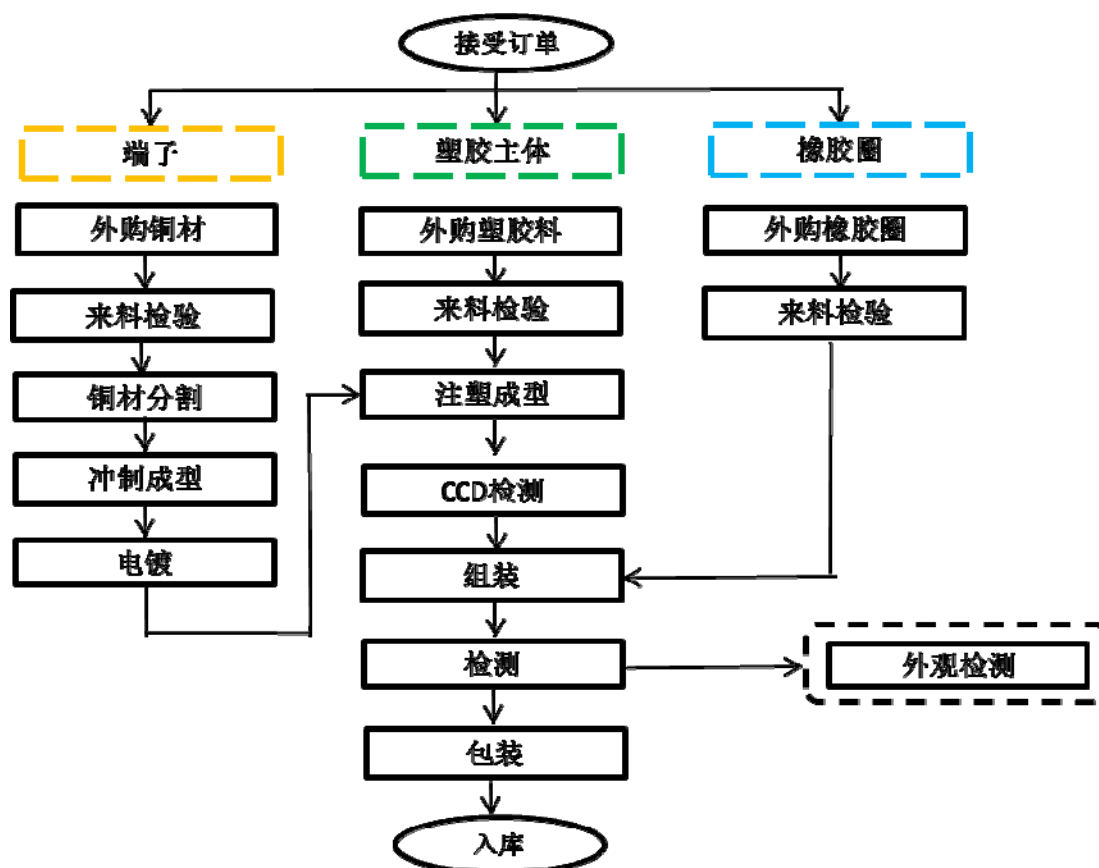 接受订单
端子
塑胶主体
橡胶圈
外购铜材
外购塑胶料
外购橡胶圈
来料检验
来料检验
来料检验
铜材分割
注塑成型
冲制成型
CCD检测
电镀
组装
检测
外观检测
包装
入库